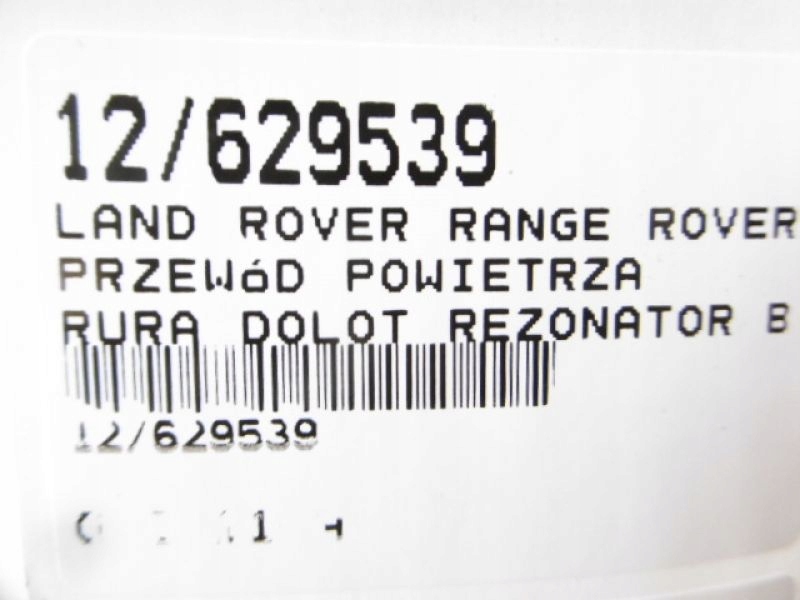 12/629539
LAND ROVER RANGE ROVER
PRZEWóD POWIETRZA
RURA DOLOT REZONATOR B
12/629539